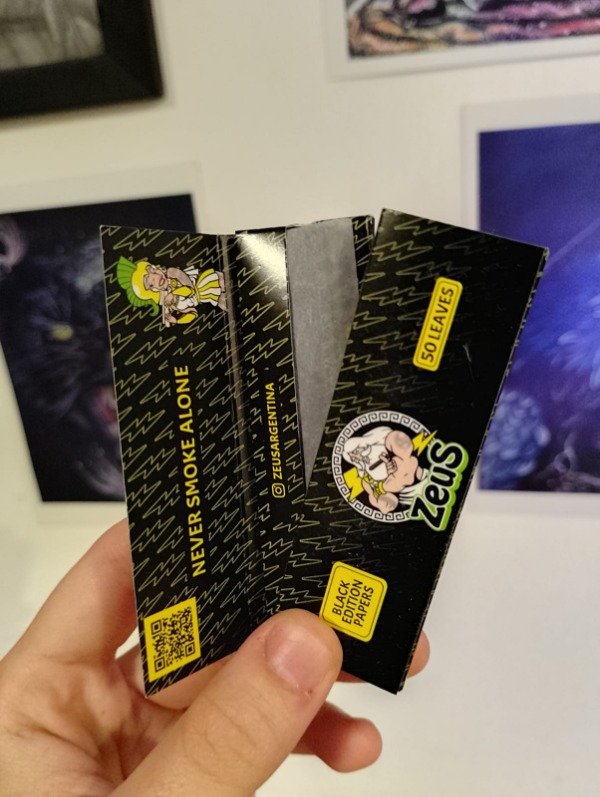 NEVER SMOKE ALONE
ZEUSARGENTINA
50 LEAVES
ZEUS
BLACK
EDITION
PAPERS